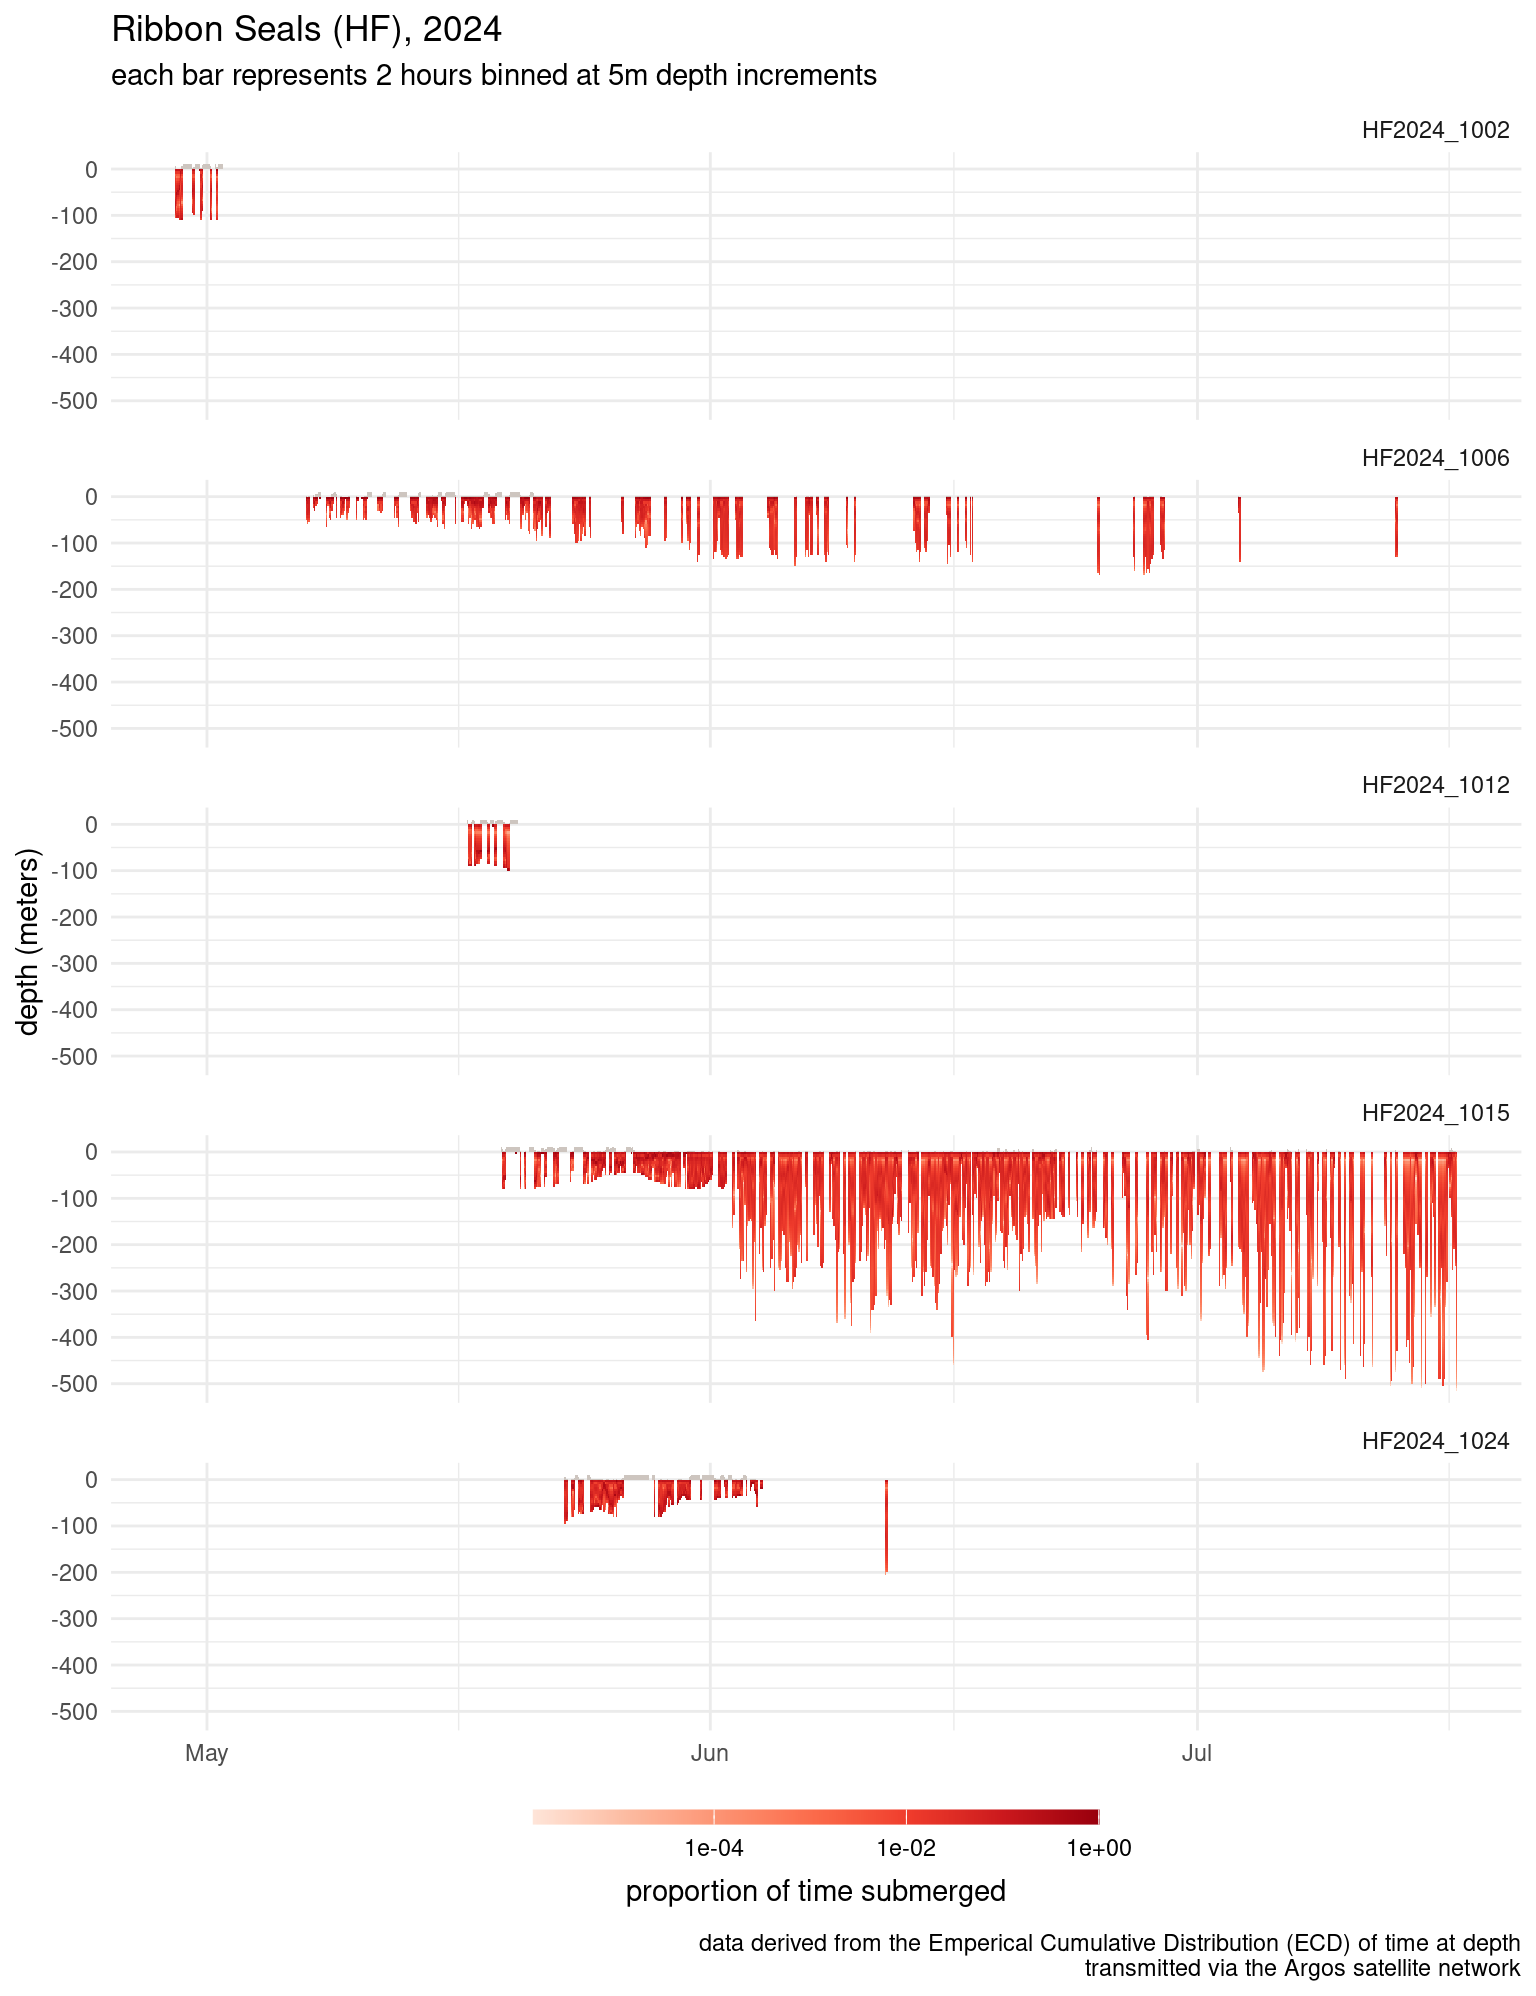 Ribbon Seals (HF), 2024
each bar represents 2 hours binned at 5m depth increments
HF2024_1002
0
-100
-200
-300
-400
-500
HF2024_1006
0
-100
-200
-300
-400
-500
HF2024_1012
0
-100
-200
-300
-400
-500
depth (meters)
HF2024_1015
0
-100
-200
-300
-400
-500
HF2024_1024
0
-100
-200
-300
-400
-500
May Jun Jul
1e-04 1e-02 1e+00
proportion of time submerged
data derived from the Emperical Cumulative Distribution (ECD) of time at depth
transmitted via the Argos satellite network